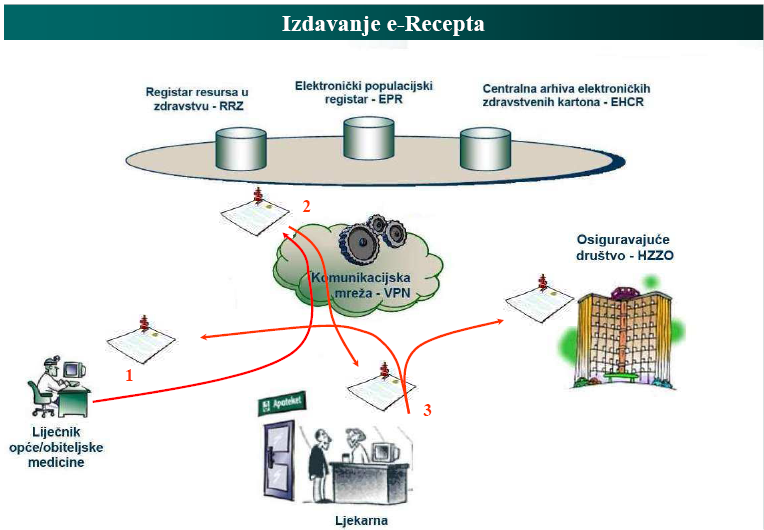 Izdavanje e-Recepta
Registar resursa u
zdravstvu - RRZ
Elektronički populacijski
registar - EPR
Centralna arhiva elektroničkih
zdravstvenih kartona - EHCR
2
Komunikacijska
mreža - VPN
Osiguravajuće
društvo - HZZO
1
3
Liječnik
opće/obiteljske
medicine
Apoteket
Ljekarna